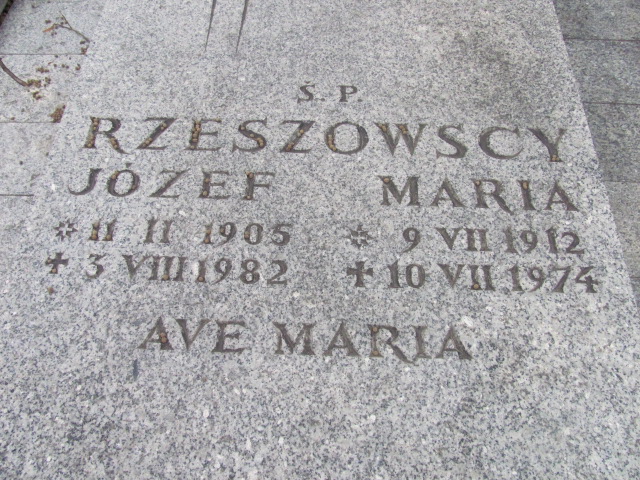 Ś. P.
RZESZOWSCY
JÓZEF MARIA
11 II 1905 9 VII 1912
3 VIII 1982 10 VII 1974
AVE MARIA